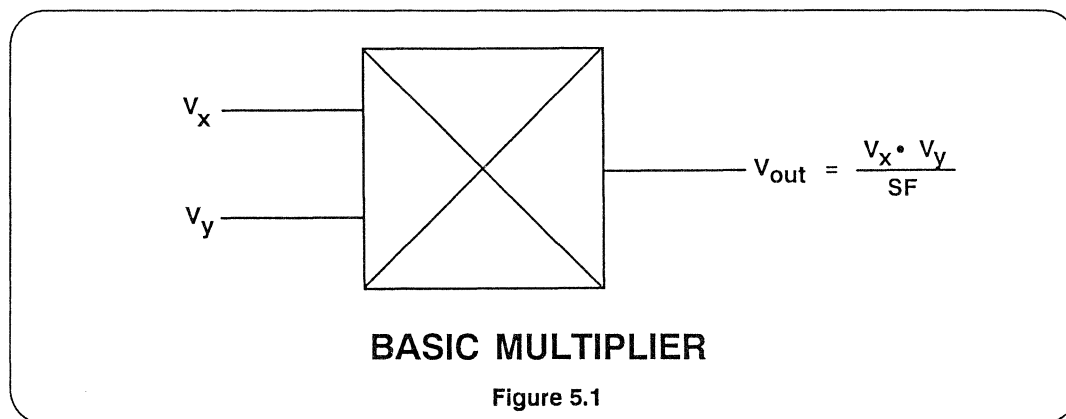 Vx
Vy
Vout = Vx • Vy / SF
BASIC MULTIPLIER
Figure 5.1